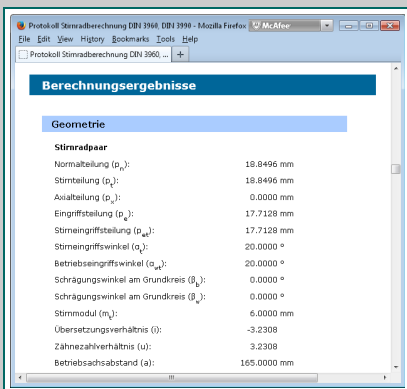 Protokoll Stirnradberechnung DIN 3960, DIN 3990 - Mozilla Firefox McAfee
File Edit View History Bookmarks Tools Help
Protokoll Stirnradberechnung DIN 3960, ... +
Berechnungsergebnisse
Geometrie
Stirnradpaar
Normalteilung (pn): 18.8496 mm
Stirnteilung (pt): 18.8496 mm
Axialteilung (px): 0.0000 mm
Eingriffsteilung (pe): 17.7128 mm
Stirneingriffsteilung (pet): 17.7128 mm
Stirneingriffswinkel (αt): 20.0000 °
Betriebseingriffswinkel (αwt): 20.0000 °
Schrägungswinkel am Grundkreis (βb): 0.0000 °
Schrägungswinkel am Grundkreis (βv): 0.0000 °
Stirnmodul (mt): 6.0000 mm
Übersetzungsverhältnis (i): -3.2308
Zähnezahlverhältnis (u): 3.2308
Betriebsachsabstand (a): 165.0000 mm